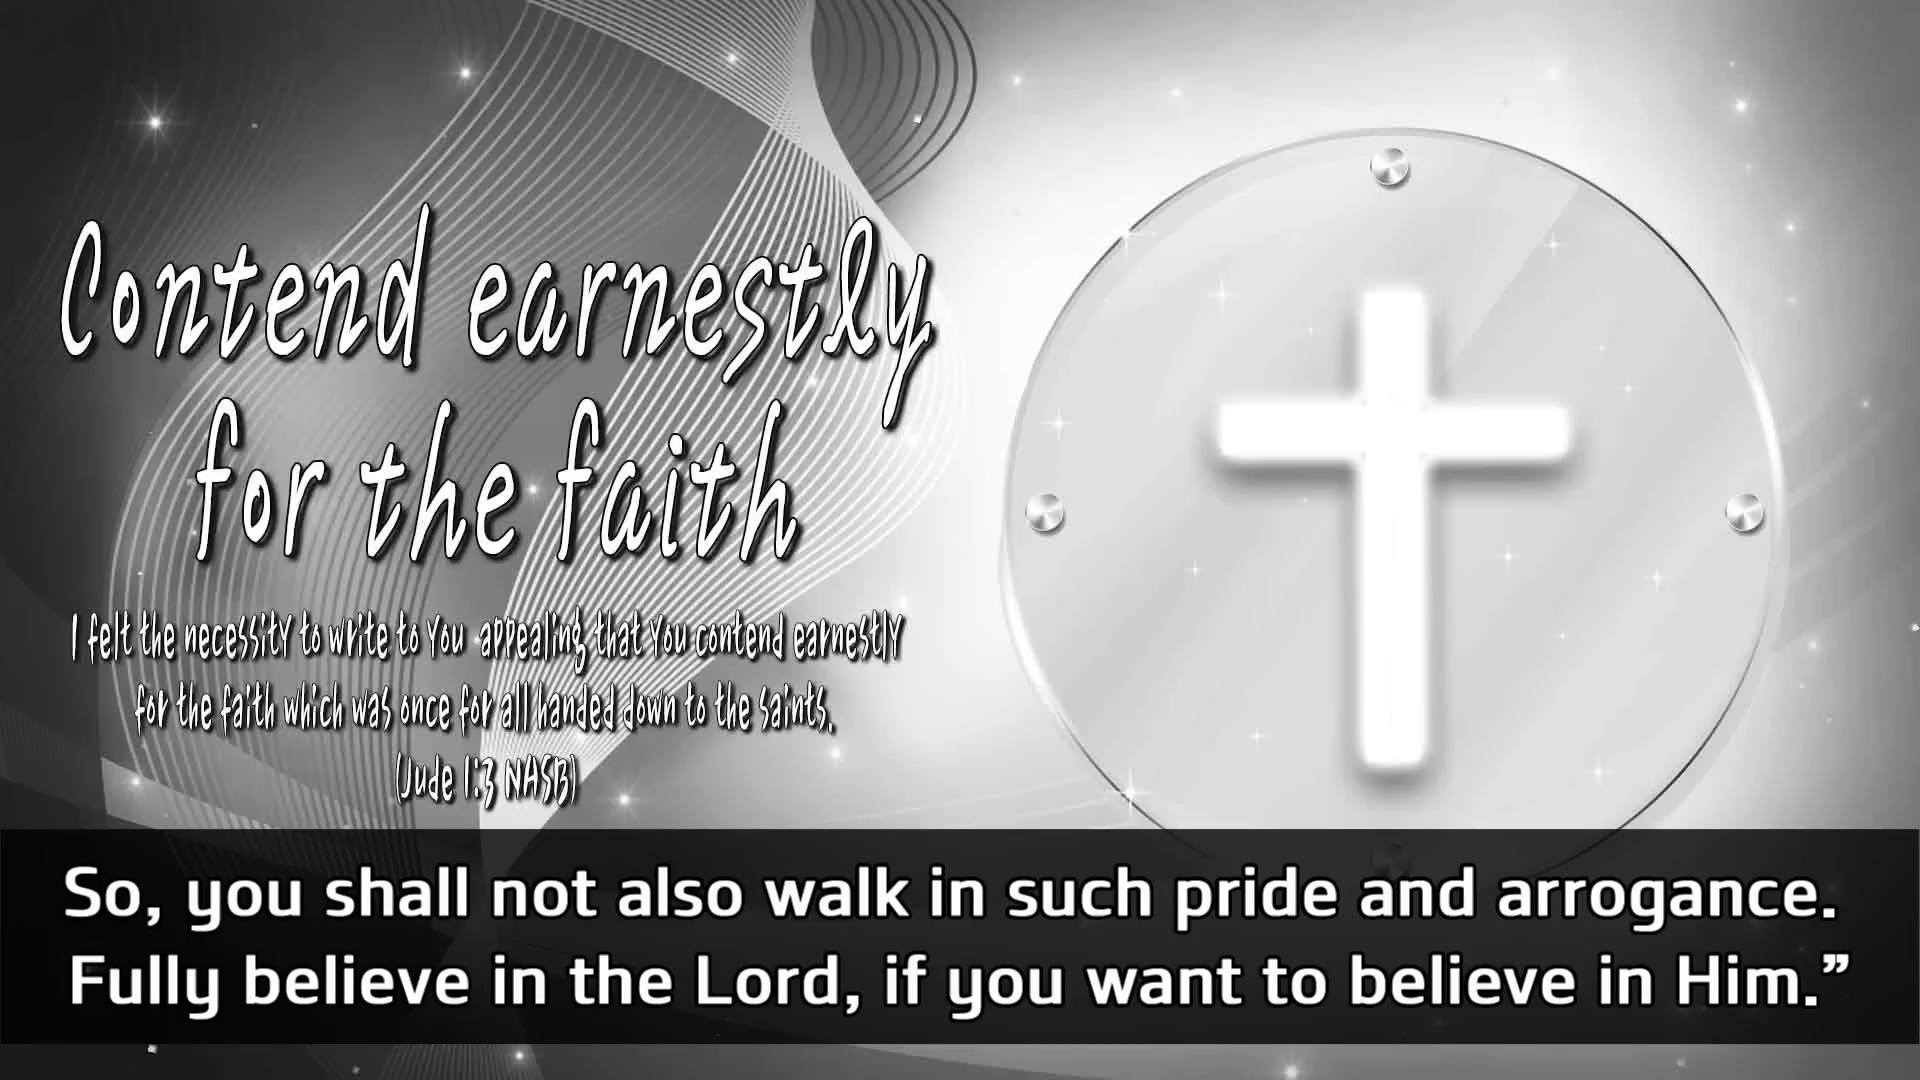 Contend earnestly
for the faith
I felt the necessity to write to you appealing that you contend earnestly
for the faith which was once for all handed down to the saints.
(Jude 1:3 NASB)
So, you shall not also walk in such pride and arrogance.
Fully believe in the Lord, if you want to believe in Him.”